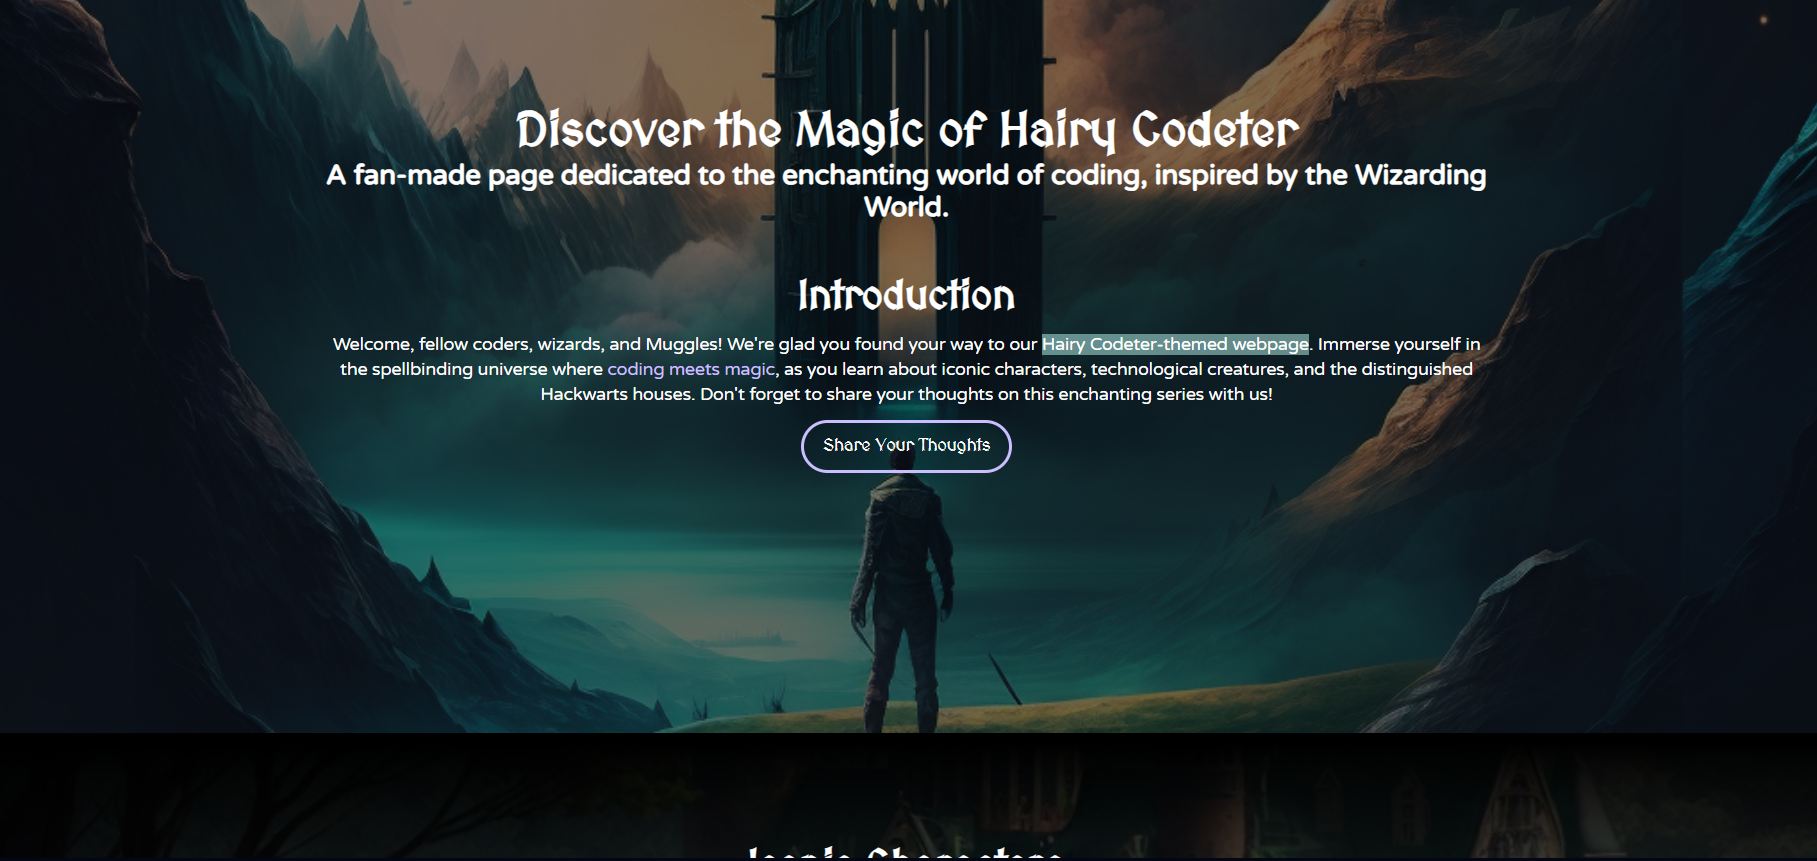 Discover the Magic of Hairy Codeter
A fan-made page dedicated to the enchanting world of coding, inspired by the Wizarding
World.
Introduction
Welcome, fellow coders, wizards, and Muggles! We're glad you found your way to our Hairy Codeter-themed webpage. Immerse yourself in
the spellbinding universe where coding meets magic, as you learn about iconic characters, technological creatures, and the distinguished
Hackwarts houses. Don't forget to share your thoughts on this enchanting series with us!
Share Your Thoughts
Iconic Characters